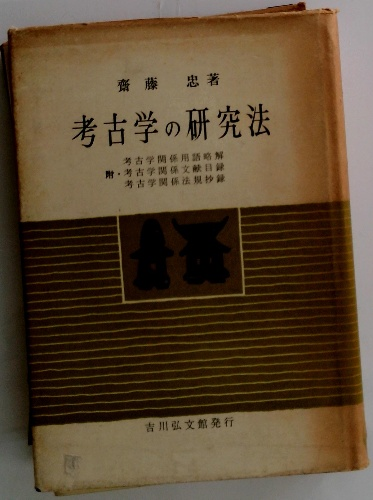 齋藤 忠著
考古学の研究法
考古学関係用語略解
附・考古学関係文献目録
考古学関係法規抄録
吉川弘文館発行